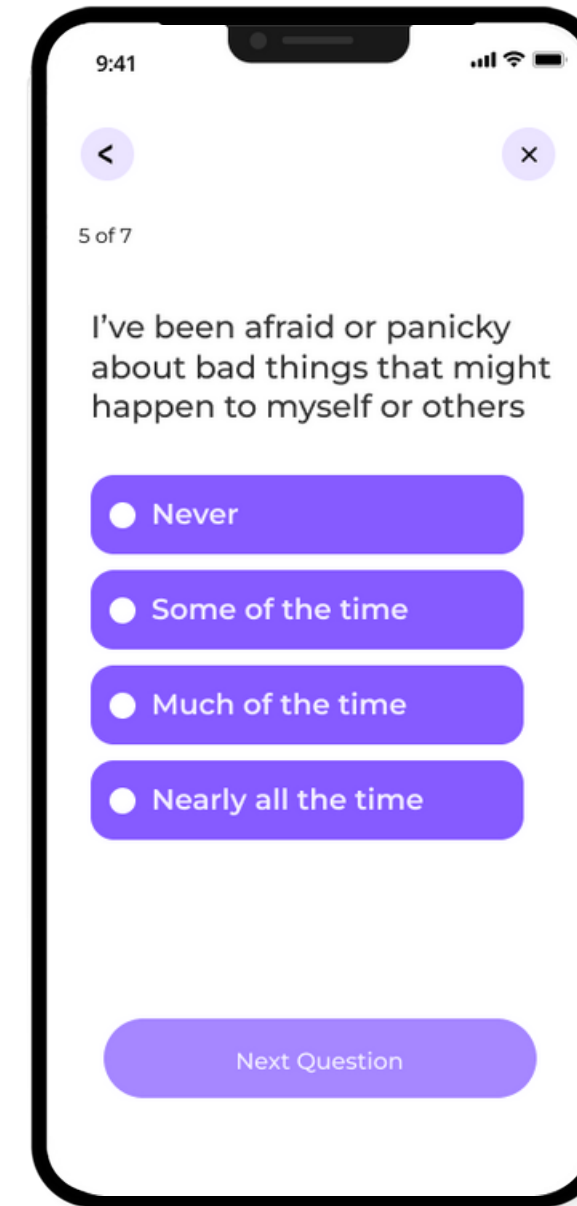 9:41
<
×
5 of 7
I’ve been afraid or panicky
about bad things that might
happen to myself or others
Never
Some of the time
Much of the time
Nearly all the time
Next Question